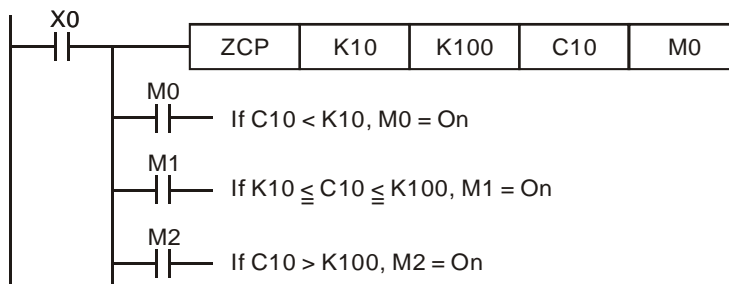 X0
ZCP K10 K100 C10 M0
M0
If C10 < K10, M0 = On
M1
If K10 ≦ C10 ≦ K100, M1 = On
M2
If C10 > K100, M2 = On